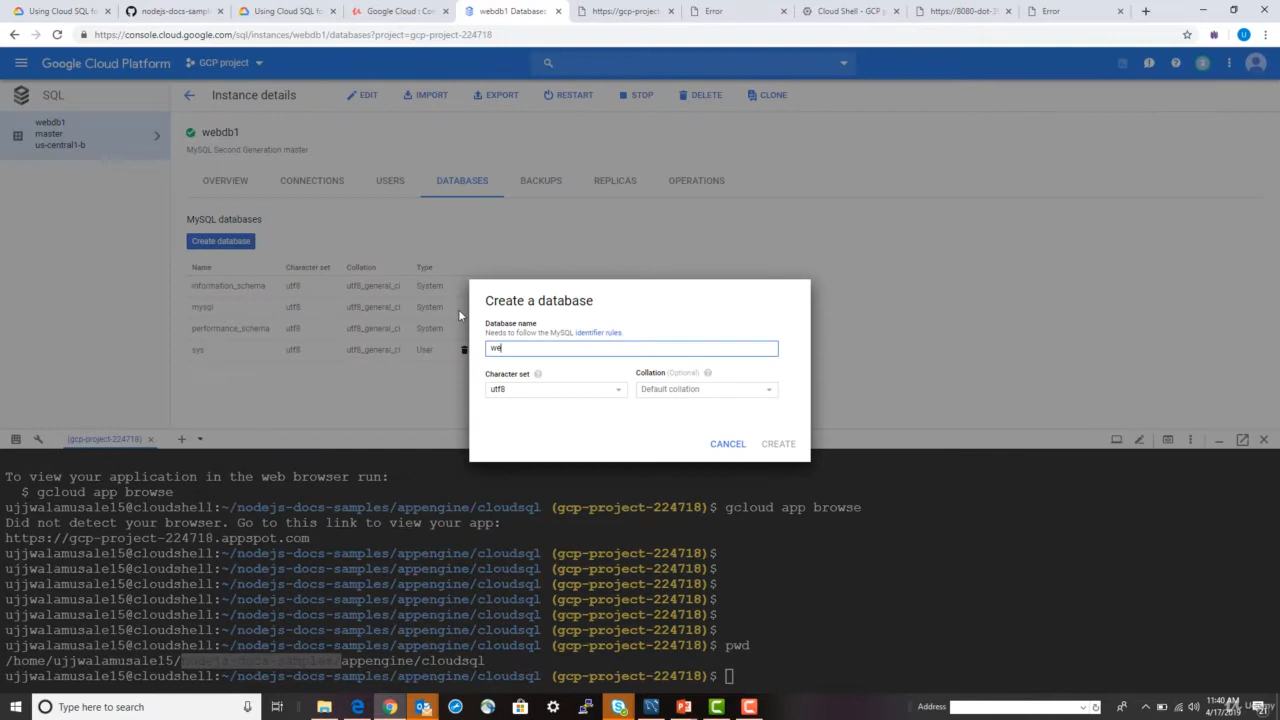 Using Cloud SQL fo
nodejs-docs-sampl
Using Cloud SQL fo
Google Cloud : Con
webdb1 Databases
https://gcp-project
Error
Cloud Shell - GCP p
https://8080-dot-3
Error
https://console.cloud.google.com/sql/instances/webdb1/databases?project=gcp-project-224718
U
Google Cloud Platform
GCP project
2
SQL
Instance details
EDIT
IMPORT
EXPORT
RESTART
STOP
DELETE
CLONE
webdb1
master
us-central1-b
webdb1
MySQL Second Generation master
OVERVIEW
CONNECTIONS
USERS
DATABASES
BACKUPS
REPLICAS
OPERATIONS
MySQL databases
Create database
Name Character set Collation Type
information_schema utf8 utf8_general_ci System
mysql utf8 utf8_general_ci System
performance_schema utf8 utf8_general_ci System
sys utf8 utf8_general_ci User
Create a database
Database name
Needs to follow the MySQL identifier rules.
we
Character set
Collation (Optional)
utf8
Default collation
CANCEL
CREATE
(gcp-project-224718)
To view your application in the web browser run:
$ gcloud app browse
ujjwalamusale15@cloudshell:~/nodejs-docs-samples/appengine/cloudsql (gcp-project-224718)$ gcloud app browse
Did not detect your browser. Go to this link to view your app:
https://gcp-project-224718.appspot.com
ujjwalamusale15@cloudshell:~/nodejs-docs-samples/appengine/cloudsql (gcp-project-224718)$
ujjwalamusale15@cloudshell:~/nodejs-docs-samples/appengine/cloudsql (gcp-project-224718)$
ujjwalamusale15@cloudshell:~/nodejs-docs-samples/appengine/cloudsql (gcp-project-224718)$
ujjwalamusale15@cloudshell:~/nodejs-docs-samples/appengine/cloudsql (gcp-project-224718)$
ujjwalamusale15@cloudshell:~/nodejs-docs-samples/appengine/cloudsql (gcp-project-224718)$
ujjwalamusale15@cloudshell:~/nodejs-docs-samples/appengine/cloudsql (gcp-project-224718)$
ujjwalamusale15@cloudshell:~/nodejs-docs-samples/appengine/cloudsql (gcp-project-224718)$ pwd
/home/ujjwalamusale15/nodejs-docs-samples/appengine/cloudsql
ujjwalamusale15@cloudshell:~/nodejs-docs-samples/appengine/cloudsql (gcp-project-224718)$
Type here to search
Address
11:40 AM
4/17/2019